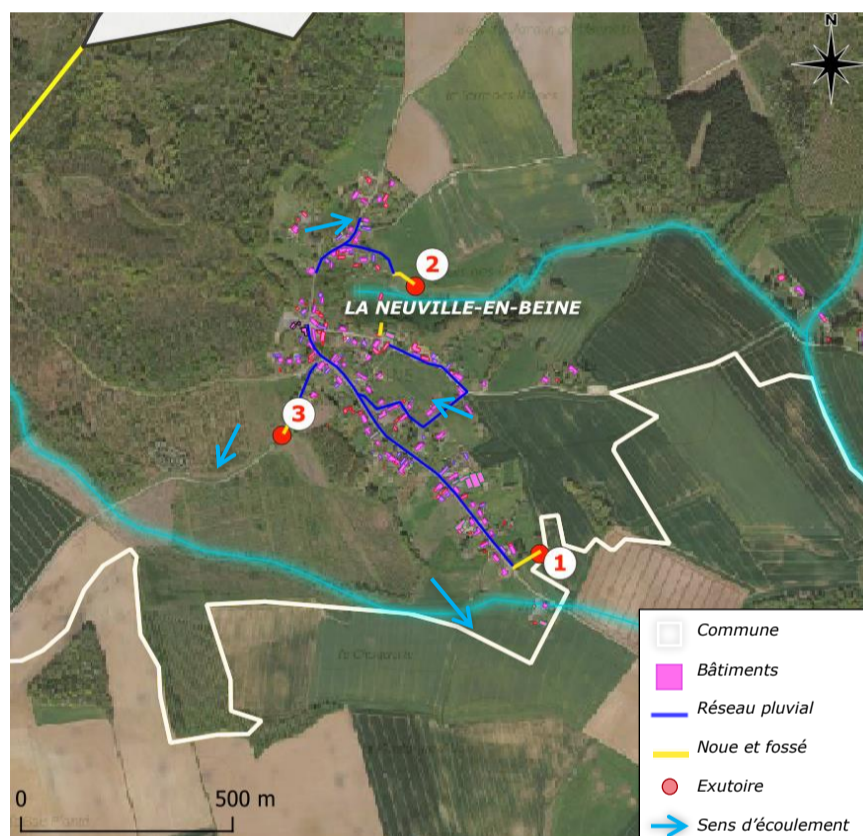 N
2
LA NEUVILLE-EN-BEINE
3
1
Commune
Bâtiments
Réseau pluvial
Noue et fossé
Exutoire
Sens d'écoulement
0 500 m